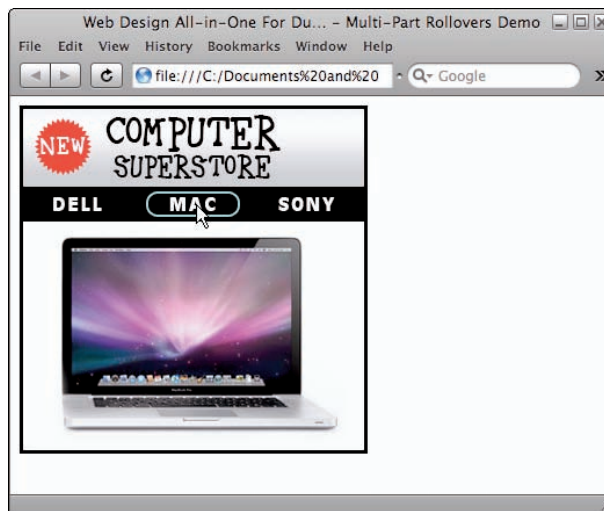 Web Design All-in-One For Du... – Multi-Part Rollovers Demo
File Edit View History Bookmarks Window Help
file:///C:/Documents%20and%20 Google
NEW
COMPUTER
SUPERSTORE
DELL MAC SONY